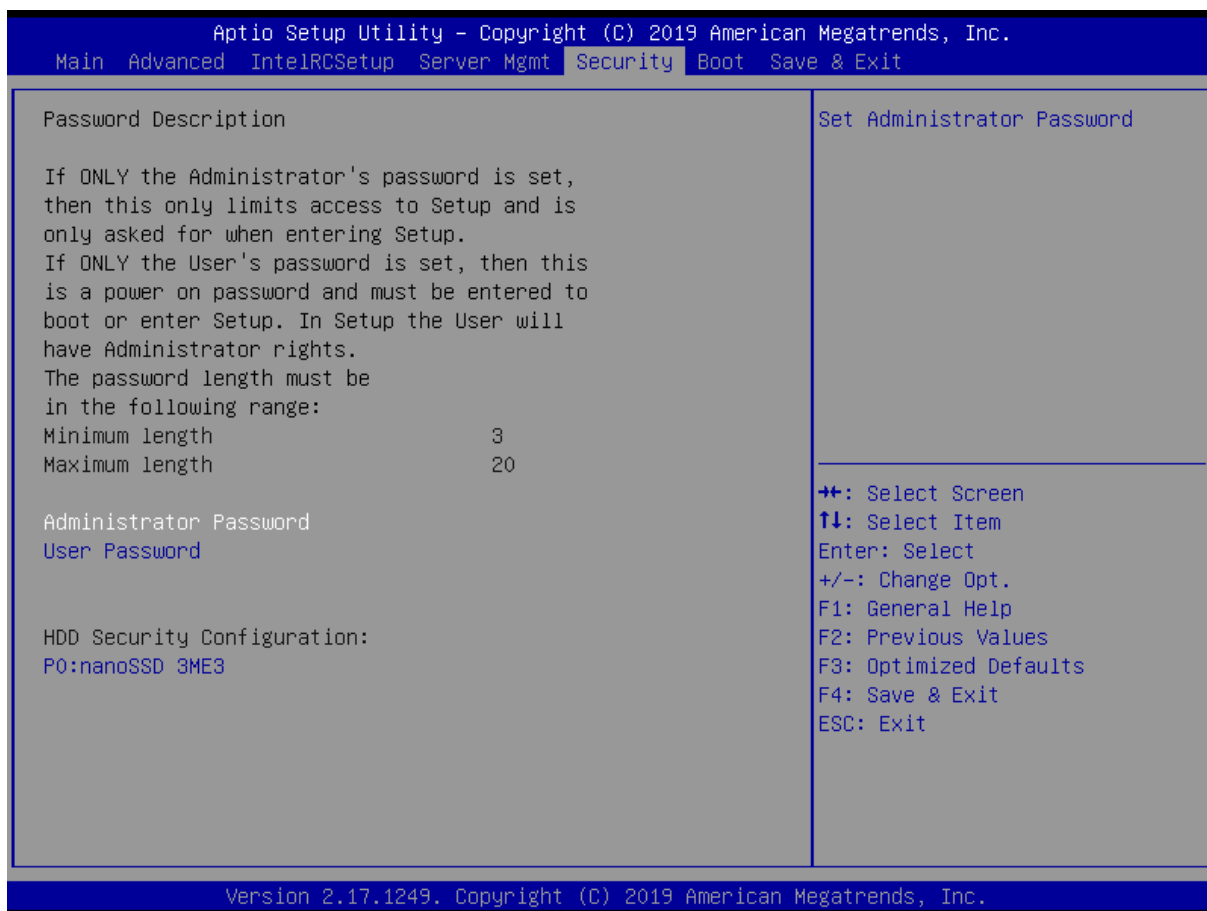 Aptio Setup Utility – Copyright (C) 2019 American Megatrends, Inc.
Main Advanced IntelRCSetup Server Mgmt Security Boot Save & Exit
Password Description
If ONLY the Administrator's password is set,
then this only limits access to Setup and is
only asked for when entering Setup.
If ONLY the User's password is set, then this
is a power on password and must be entered to
boot or enter Setup. In Setup the User will
have Administrator rights.
The password length must be
in the following range:
Minimum length 3
Maximum length 20
Administrator Password
User Password
HDD Security Configuration:
P0:nanoSSD 3ME3
Set Administrator Password
→←: Select Screen
↑↓: Select Item
Enter: Select
+/-: Change Opt.
F1: General Help
F2: Previous Values
F3: Optimized Defaults
F4: Save & Exit
ESC: Exit
Version 2.17.1249. Copyright (C) 2019 American Megatrends, Inc.